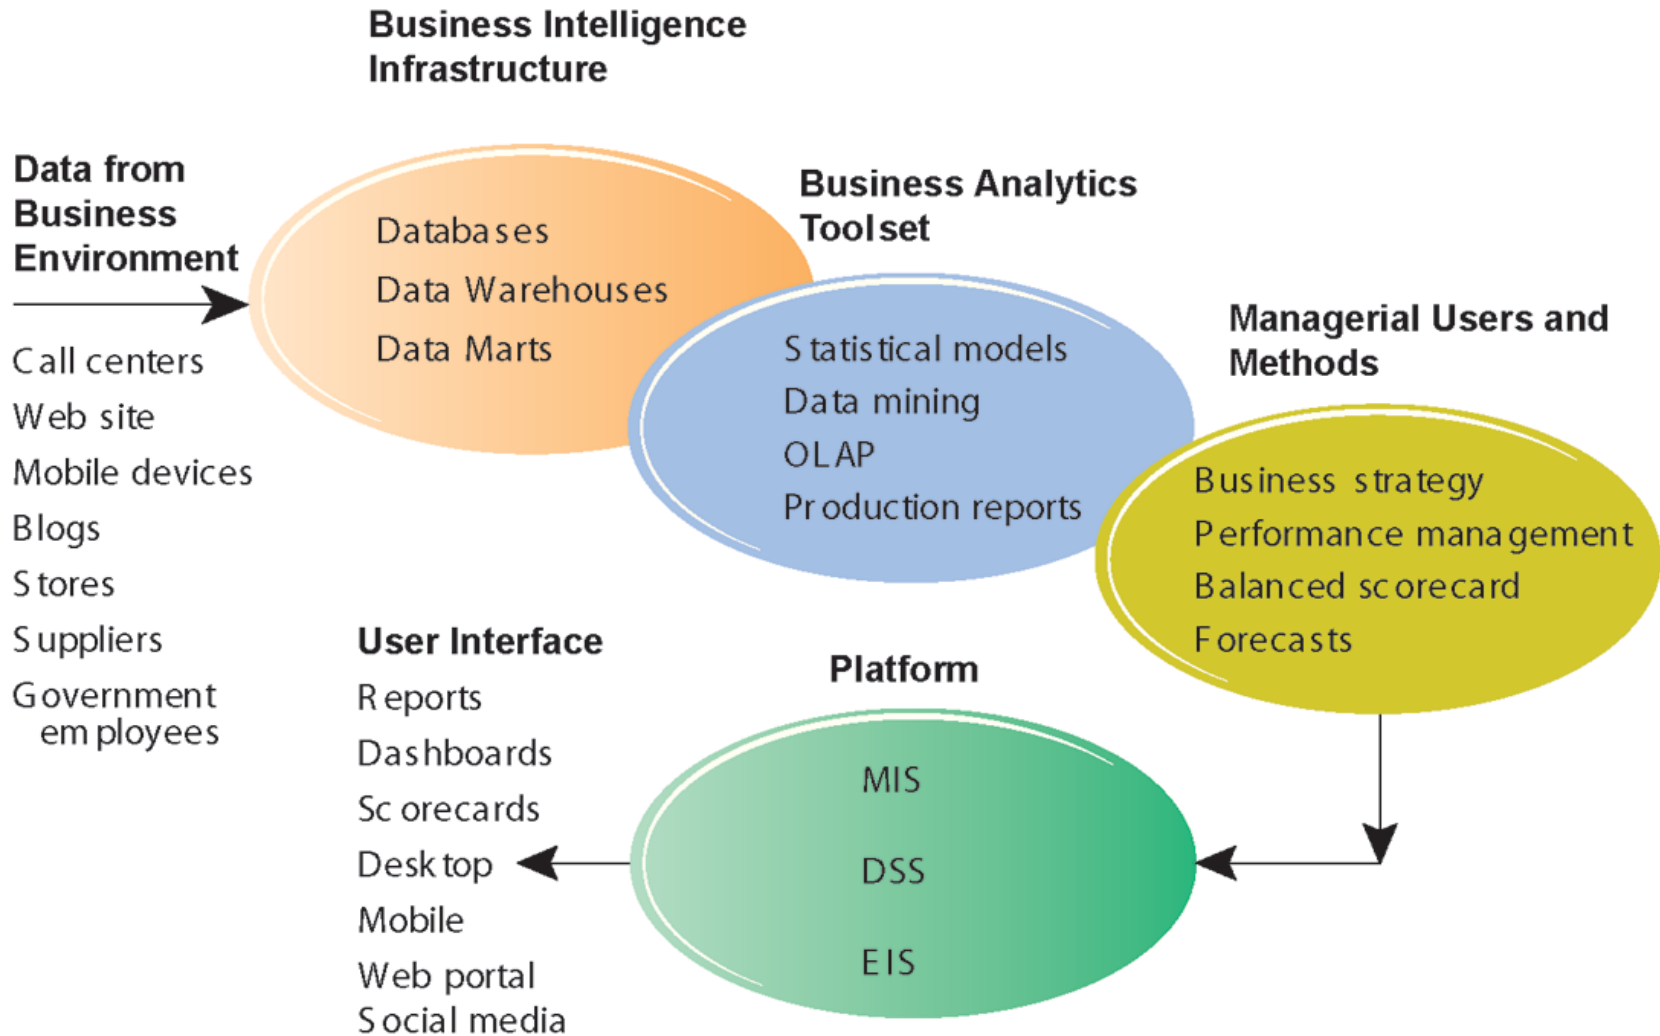 Business Intelligence
Infrastructure
Data from
Business
Environment
Call centers
Web site
Mobile devices
Blogs
Stores
Suppliers
Government
employees
Databases
Data Warehouses
Data Marts
Business Analytics
Toolset
Statistical models
Data mining
OLAP
Production reports
Managerial Users and
Methods
Business strategy
Performance management
Balanced scorecard
Forecasts
Platform
MIS
DSS
EIS
User Interface
Reports
Dashboards
Scorecards
Desktop
Mobile
Web portal
Social media